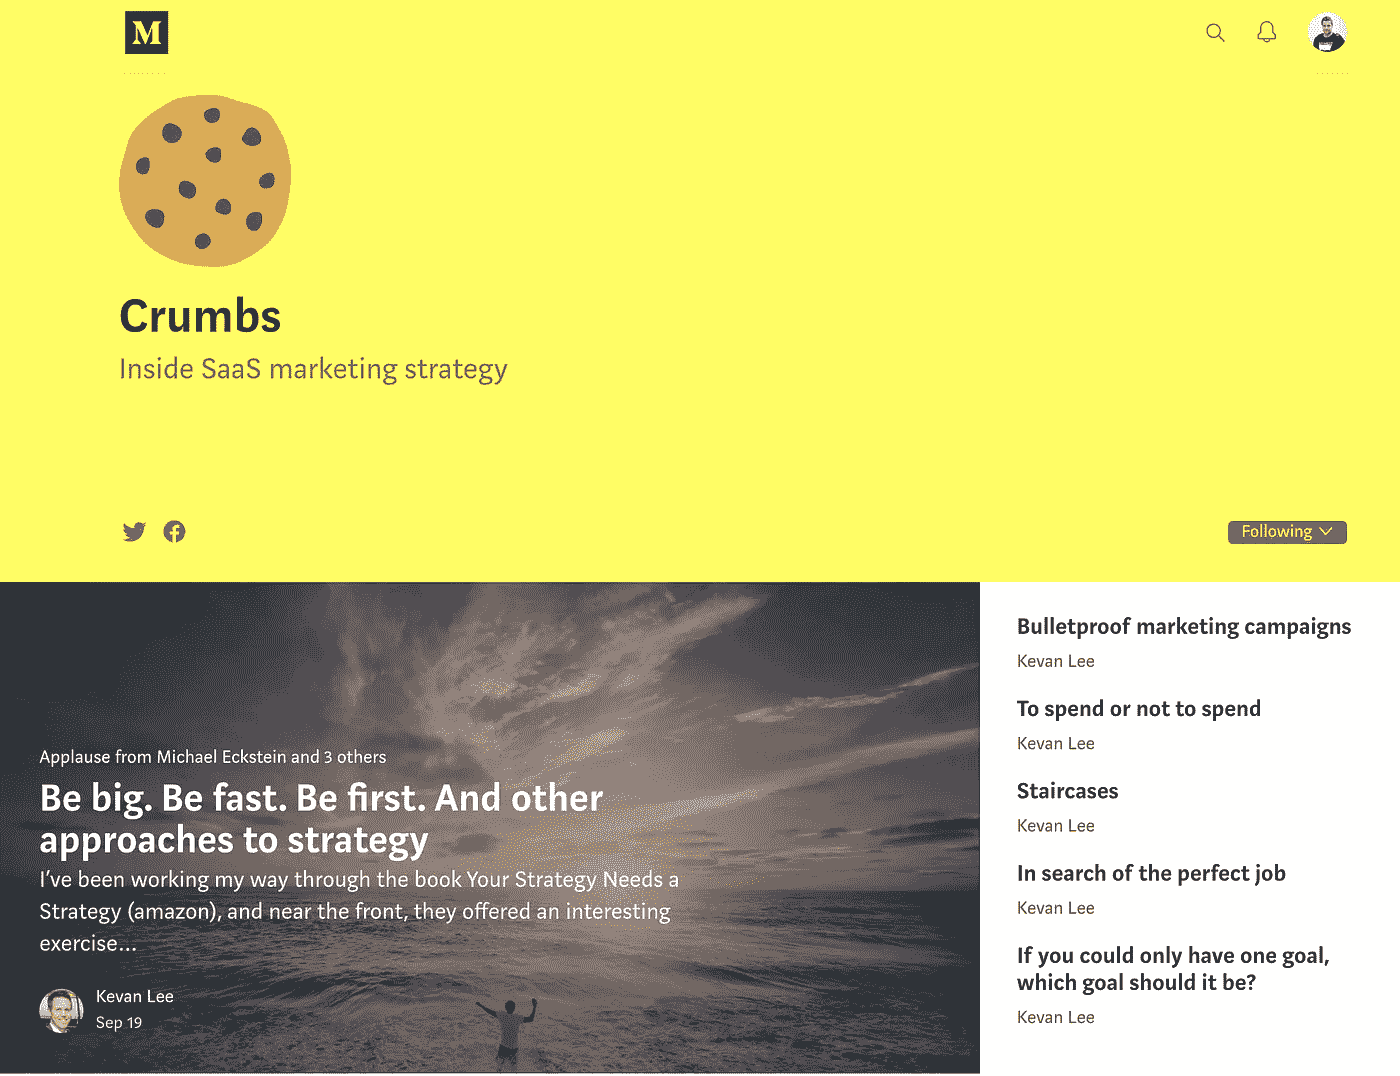 M
Crumbs
Inside SaaS marketing strategy
Following
Applause from Michael Eckstein and 3 others
Be big. Be fast. Be first. And other
approaches to strategy
I’ve been working my way through the book Your Strategy Needs a
Strategy (amazon), and near the front, they offered an interesting
exercise…
Kevan Lee
Sep 19
Bulletproof marketing campaigns
Kevan Lee
To spend or not to spend
Kevan Lee
Staircases
Kevan Lee
In search of the perfect job
Kevan Lee
If you could only have one goal,
which goal should it be?
Kevan Lee